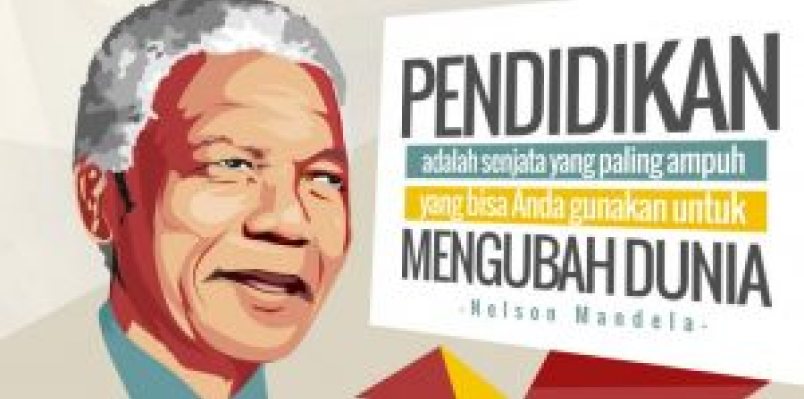 PENDIDIKAN
adalah senjata yang paling ampuh
yang bisa Anda gunakan untuk
MENGUBAH DUNIA
-Nelson Mandela-